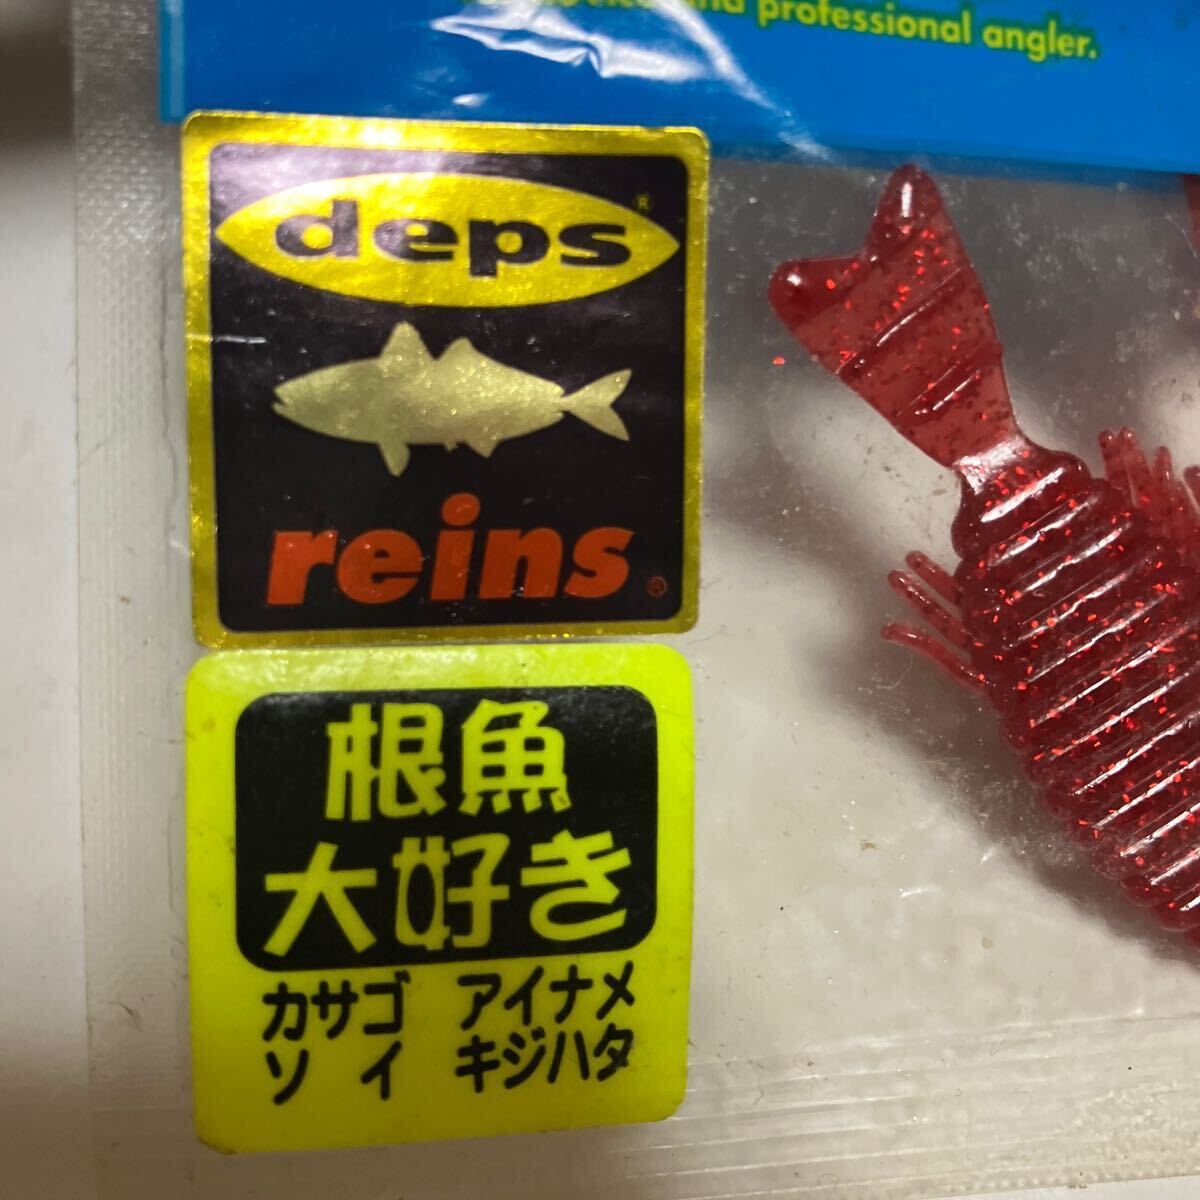 and professional angler.
deps®
reins®
根魚
大好き
カサゴ アイナメ
ソイ キジハタ